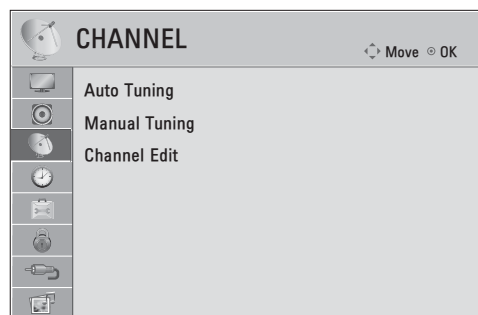 CHANNEL
Move OK
Auto Tuning
Manual Tuning
Channel Edit